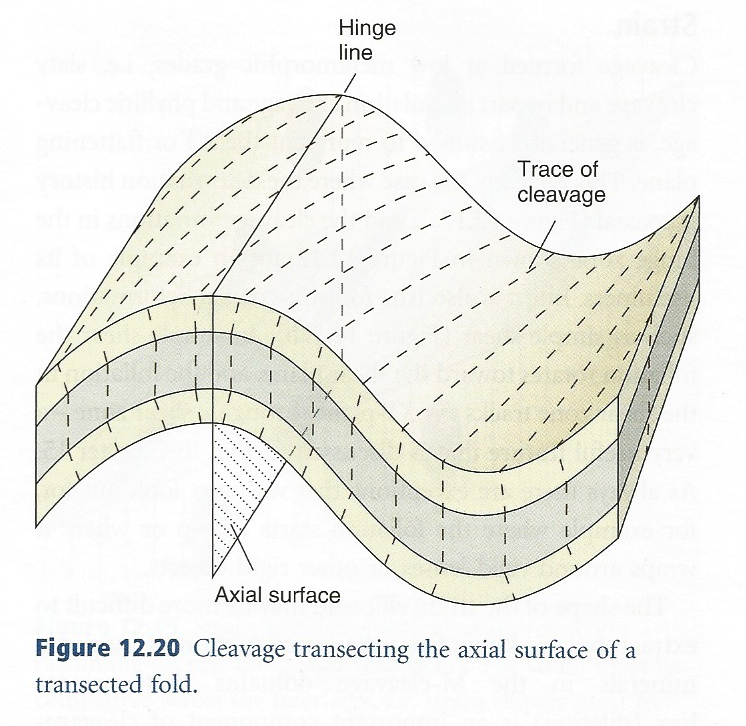 Hinge
line
Trace of
cleavage
Axial surface
Figure 12.20 Cleavage transecting the axial surface of a
transected fold.